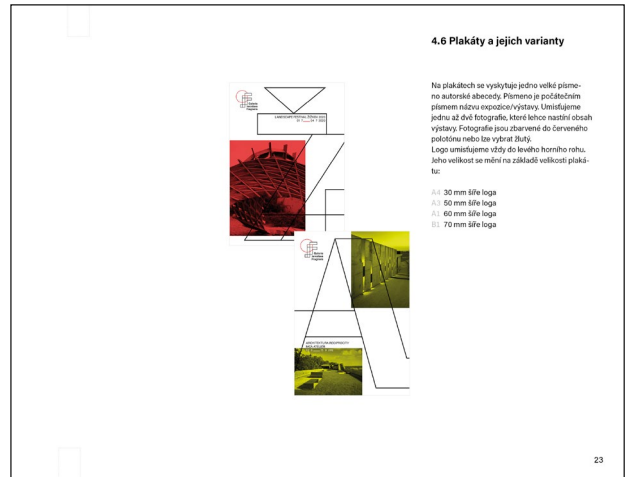 4.6 Plakáty a jejich varianty
Na plakátech se vyskytuje jedno velké písme-
no autorské abecedy. Písmeno je počátečním
písmem názvu expozice/výstavy. Umisťujeme
jednu až dvě fotografie, které lehce nastíní obsah
výstavy. Fotografie jsou zbarvené do červeného
polotónu nebo lze vybrat žlutý.
Logo umisťujeme vždy do levého horního rohu.
Jeho velikost se mění na základě velikosti plaká-
tu:
A4 30 mm šíře loga
A3 50 mm šíře loga
A1 60 mm šíře loga
B1 70 mm šíře loga
23